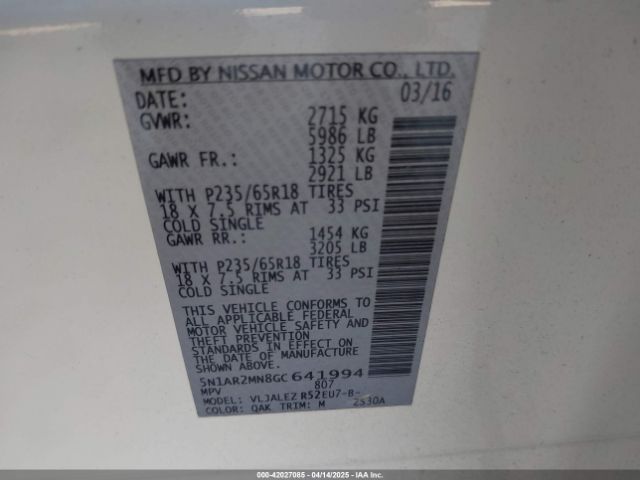 MFD BY NISSAN MOTOR CO., LTD.
DATE: 03/16
GVWR: 2715 KG
5986 LB
GAWR FR.: 1325 KG
2921 LB
WITH P235/65R18 TIRES
18 X 7.5 RIMS AT 33 PSI
COLD SINGLE
GAWR RR.: 1454 KG
3205 LB
WITH P235/65R18 TIRES
18 X 7.5 RIMS AT 33 PSI
COLD SINGLE
THIS VEHICLE CONFORMS TO
ALL APPLICABLE FEDERAL
MOTOR VEHICLE SAFETY AND
THEFT PREVENTION
STANDARDS IN EFFECT ON
THE DATE OF MANUFACTURE
SHOWN ABOVE.
5N1AR2MN8GC641994
MPV 807
MODEL: VLJALEZ R52EU7-B-
COLOR: QAK TRIM: M 2530A
000-42027085 - 04/14/2025 - IAAI.COM